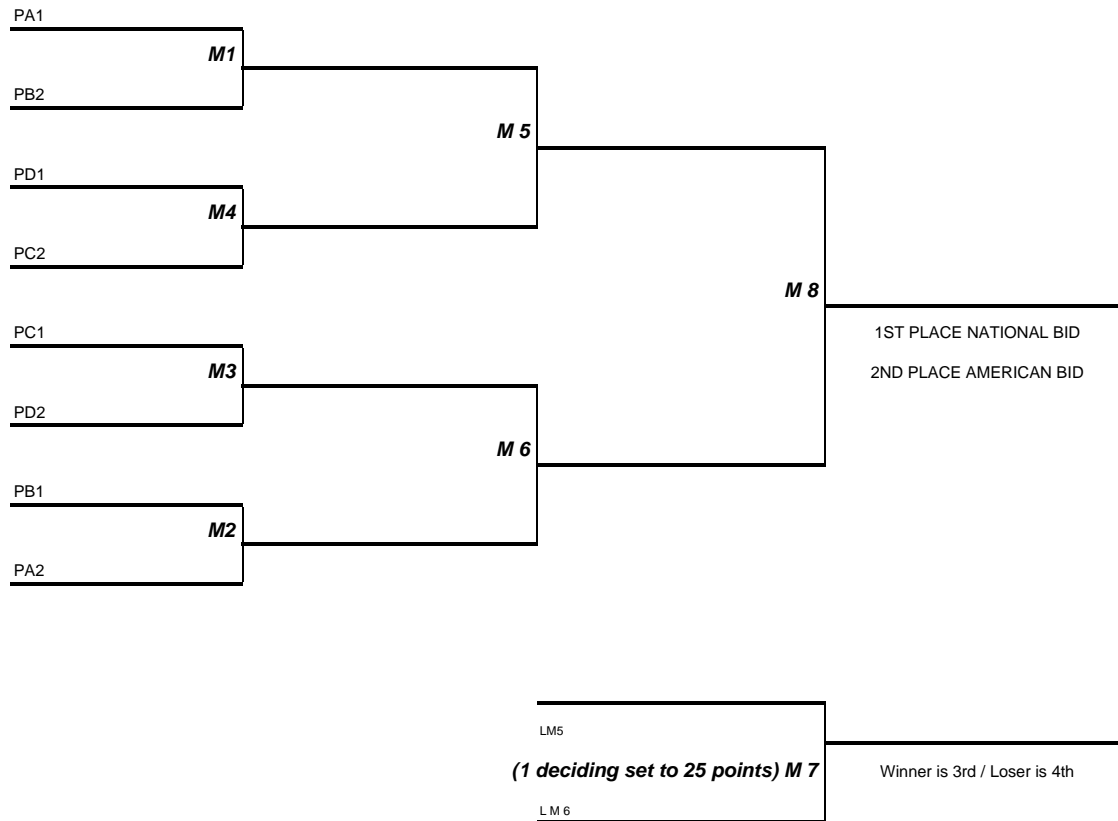 PA1
M1
PB2
M 5
PD1
M4
PC2
M 8
PC1
1ST PLACE NATIONAL BID
M3
2ND PLACE AMERICAN BID
PD2
M 6
PB1
M2
PA2
LM5
(1 deciding set to 25 points) M 7
Winner is 3rd / Loser is 4th
L M 6